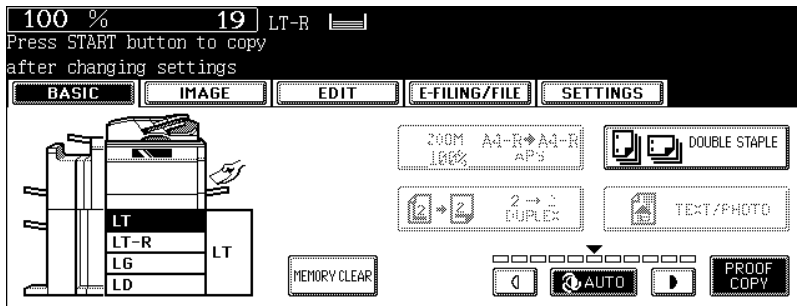 100 % 19 LT-R
Press START button to copy
after changing settings
BASIC IMAGE EDIT E-FILING/FILE SETTINGS
ZOOM A4-R→A4-R
100% APS
DOUBLE STAPLE
2 → 2 2 →
DUPLEX
TEXT/PHOTO
LT
LT-R
LG
LD
LT
MEMORY CLEAR
AUTO
PROOF
COPY